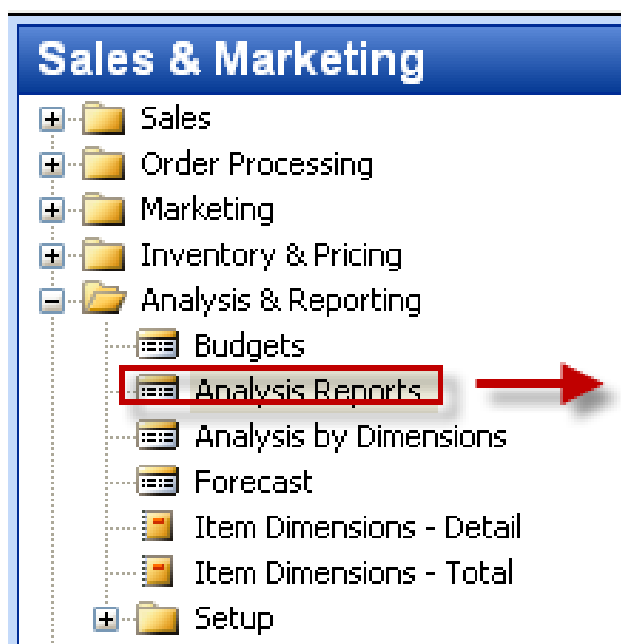 Sales & Marketing
Sales
Order Processing
Marketing
Inventory & Pricing
Analysis & Reporting
Budgets
Analysis Reports
Analysis by Dimensions
Forecast
Item Dimensions - Detail
Item Dimensions - Total
Setup